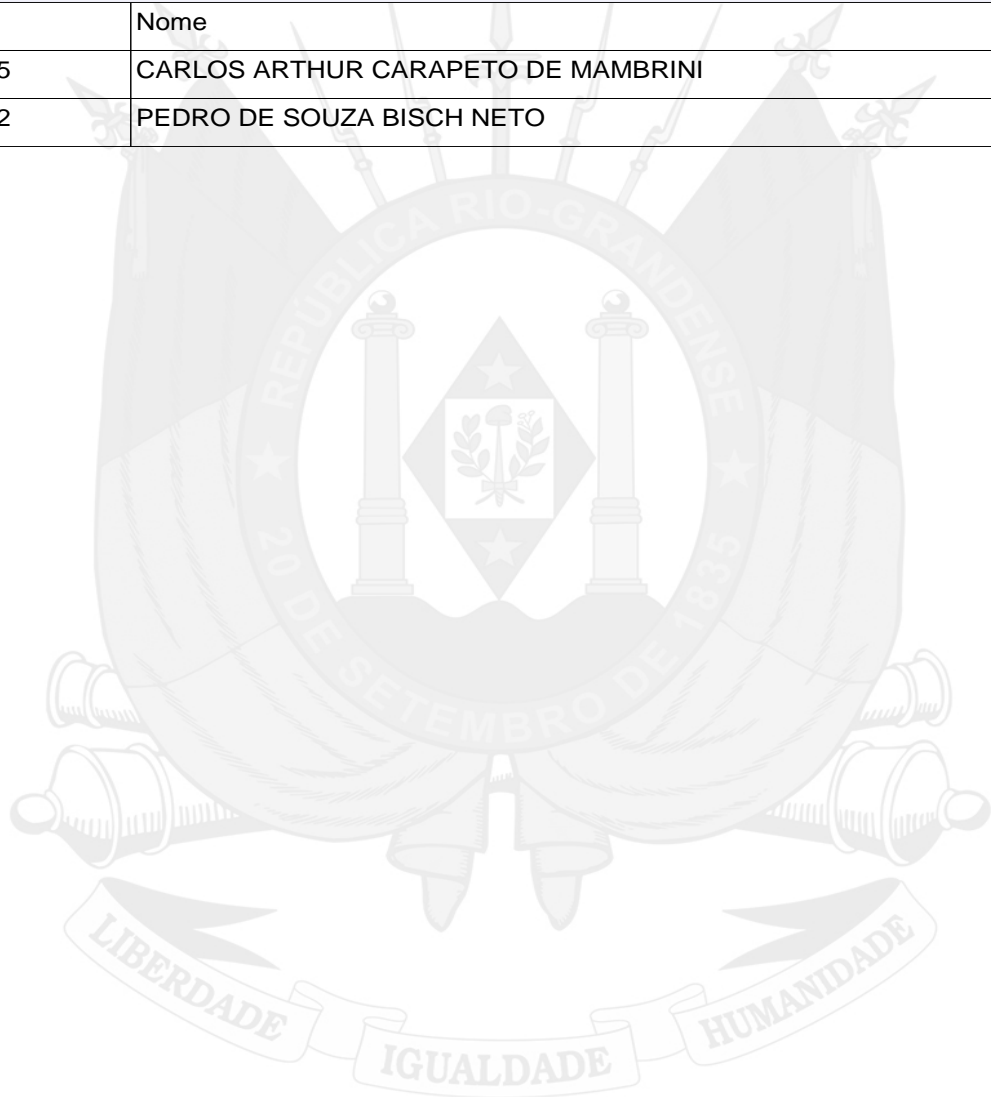 Nome
5 CARLOS ARTHUR CARAPETO DE MAMBRINI
2 PEDRO DE SOUZA BISCH NETO
REPÚBLICA RIO-GRANDENSE
20 DE SETEMBRO DE 1835
LIBERDADE IGUALDADE HUMANIDADE